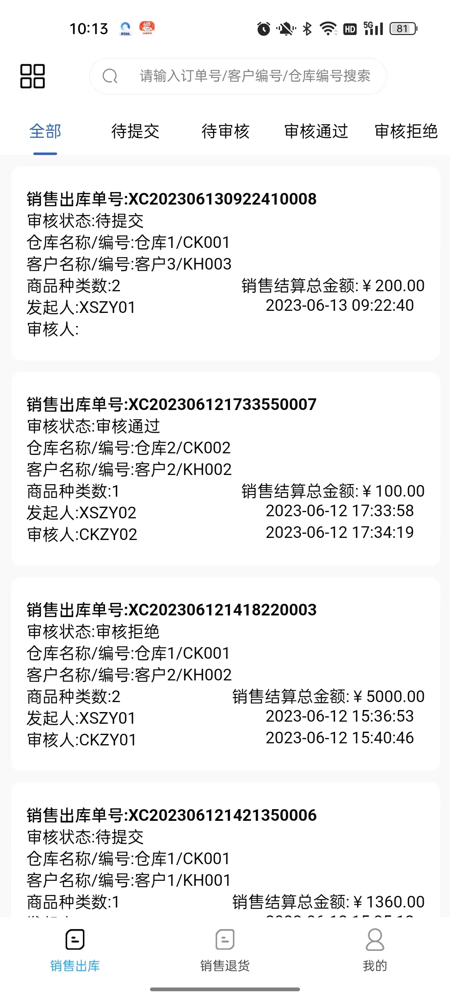 10:13
618
HD
5G
81
请输入订单号/客户编号/仓库编号搜索
全部 待提交 待审核 审核通过 审核拒绝
销售出库单号:XC202306130922410008
审核状态:待提交
仓库名称/编号:仓库1/CK001
客户名称/编号:客户3/KH003
商品种类数:2 销售结算总金额:￥200.00
发起人:XSZY01 2023-06-13 09:22:40
审核人:
销售出库单号:XC202306121733550007
审核状态:审核通过
仓库名称/编号:仓库2/CK002
客户名称/编号:客户2/KH002
商品种类数:1 销售结算总金额:￥100.00
发起人:XSZY02 2023-06-12 17:33:58
审核人:CKZY02 2023-06-12 17:34:19
销售出库单号:XC202306121418220003
审核状态:审核拒绝
仓库名称/编号:仓库1/CK001
客户名称/编号:客户2/KH002
商品种类数:2 销售结算总金额:￥5000.00
发起人:XSZY01 2023-06-12 15:36:53
审核人:CKZY01 2023-06-12 15:40:46
销售出库单号:XC202306121421350006
审核状态:待提交
仓库名称/编号:仓库1/CK001
客户名称/编号:客户1/KH001
商品种类数:1 销售结算总金额:￥1360.00
销售出库 销售退货 我的